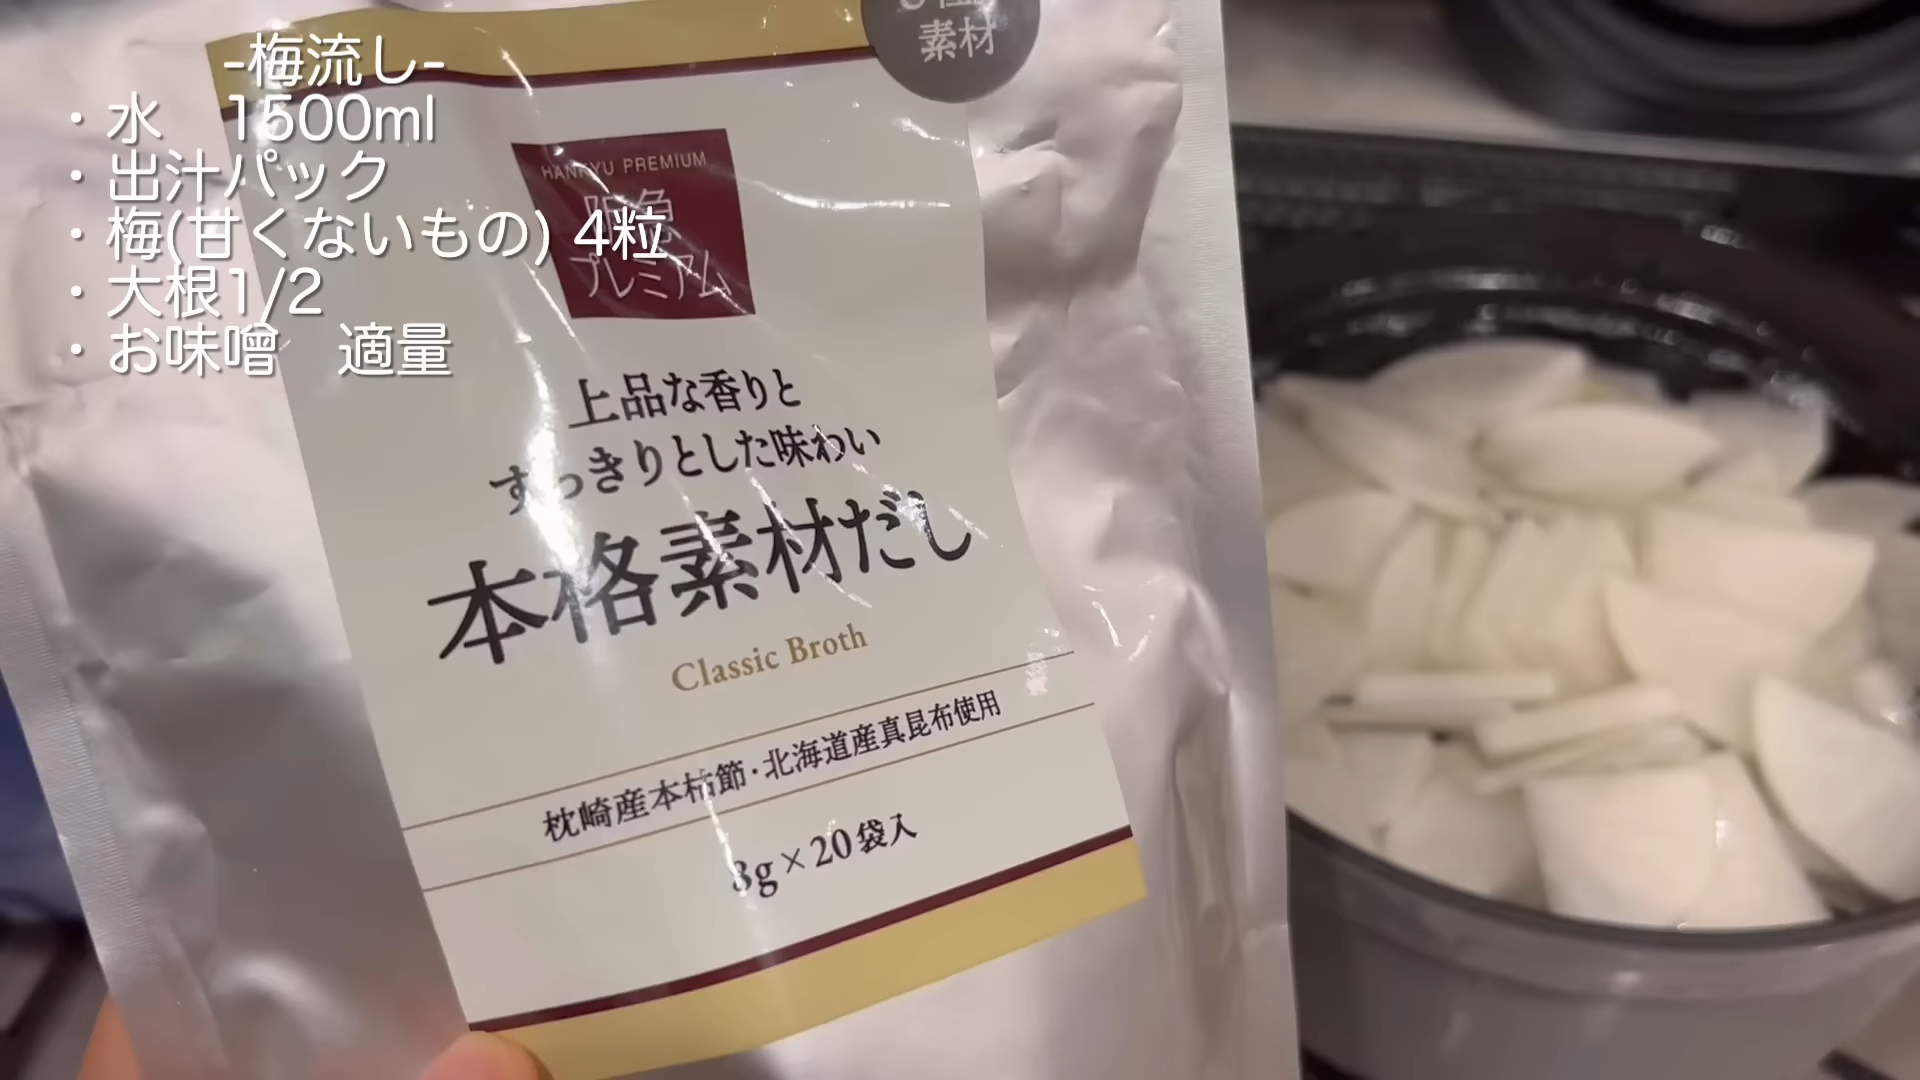 -梅流し-
・水　1500ml
・出汁パック
・梅(甘くないもの) 4粒
・大根1/2
・お味噌　適量
素材
HANKYU PREMIUM
阪急
プレミアム
上品な香りと
すっきりとした味わい
本格素材だし
Classic Broth
枕崎産本枯節・北海道産真昆布使用
8g×20袋入